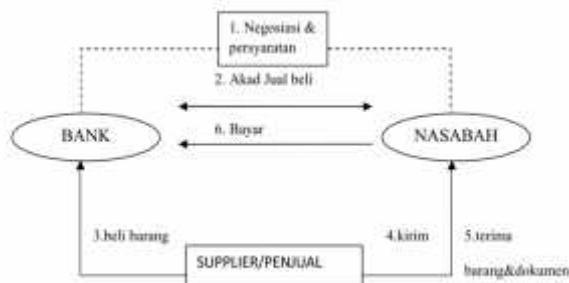 1. Negosiasi &
persyaratan
2. Akad Jual beli
BANK
6. Bayar
NASABAH
3.beli barang
4.kirim
5.terima
SUPPLIER/PENJUAL
barang&dokumen